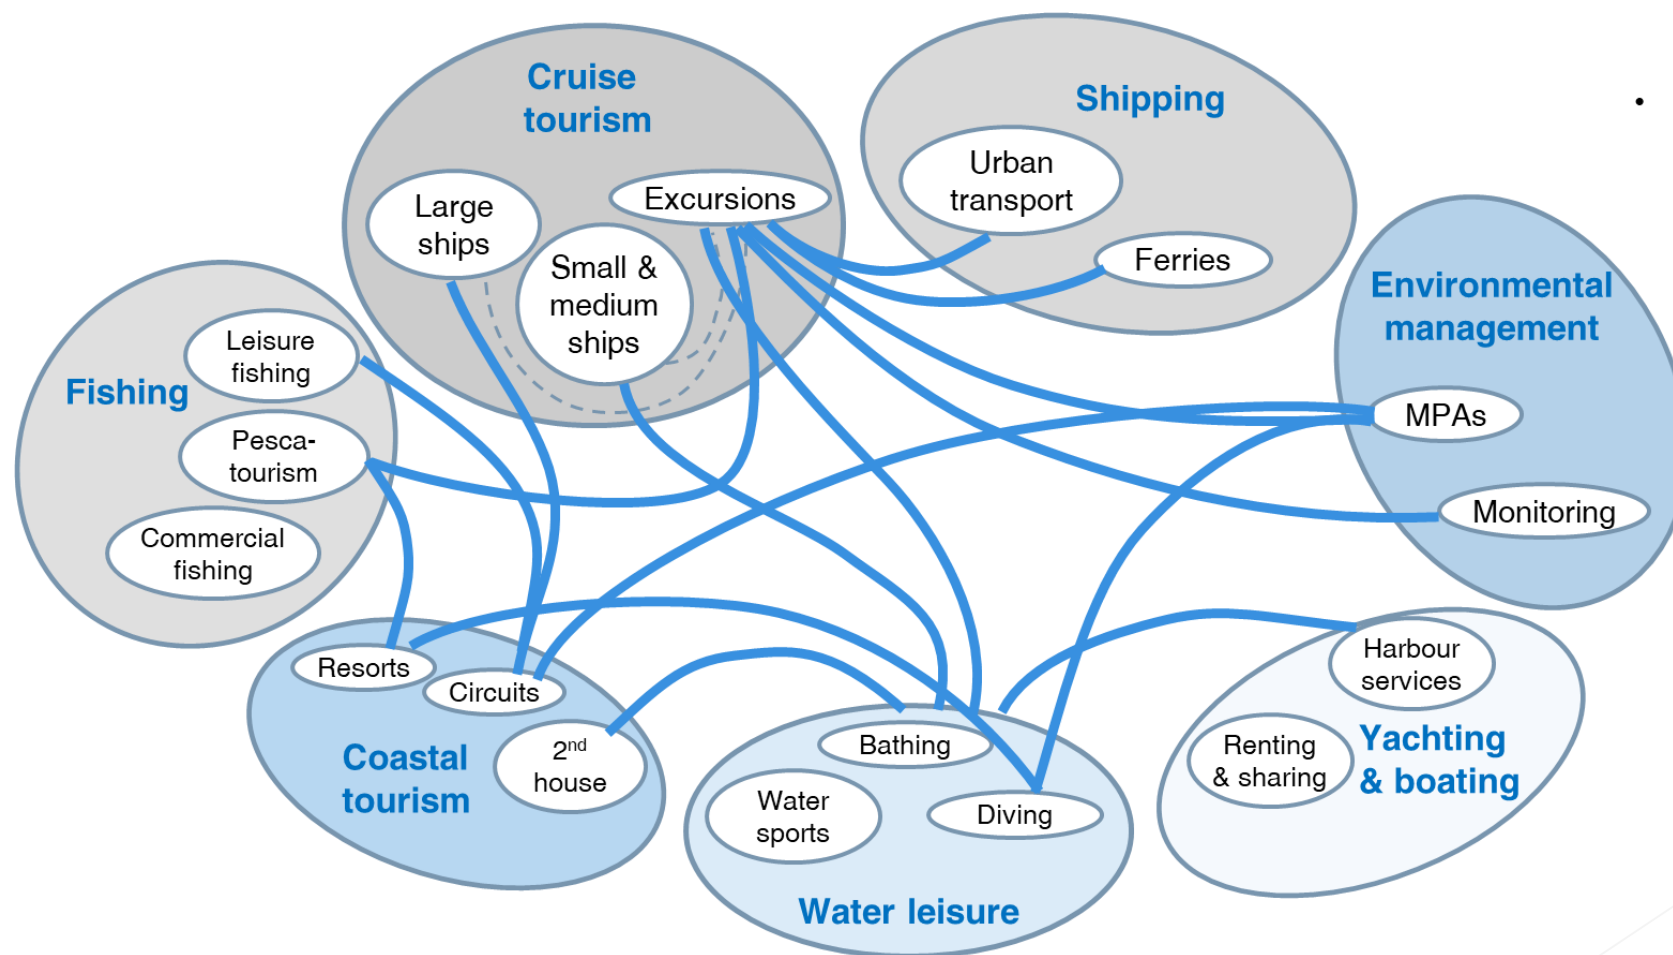 Cruise
tourism
Large
ships
Excursions
Small &
medium
ships
Shipping
Urban
transport
Ferries
Environmental
management
MPAs
Monitoring
Fishing
Leisure
fishing
Pesca-
tourism
Commercial
fishing
Resorts
Circuits
2nd
house
Coastal
tourism
Bathing
Water
sports
Diving
Water leisure
Harbour
services
Renting
& sharing
Yachting
& boating